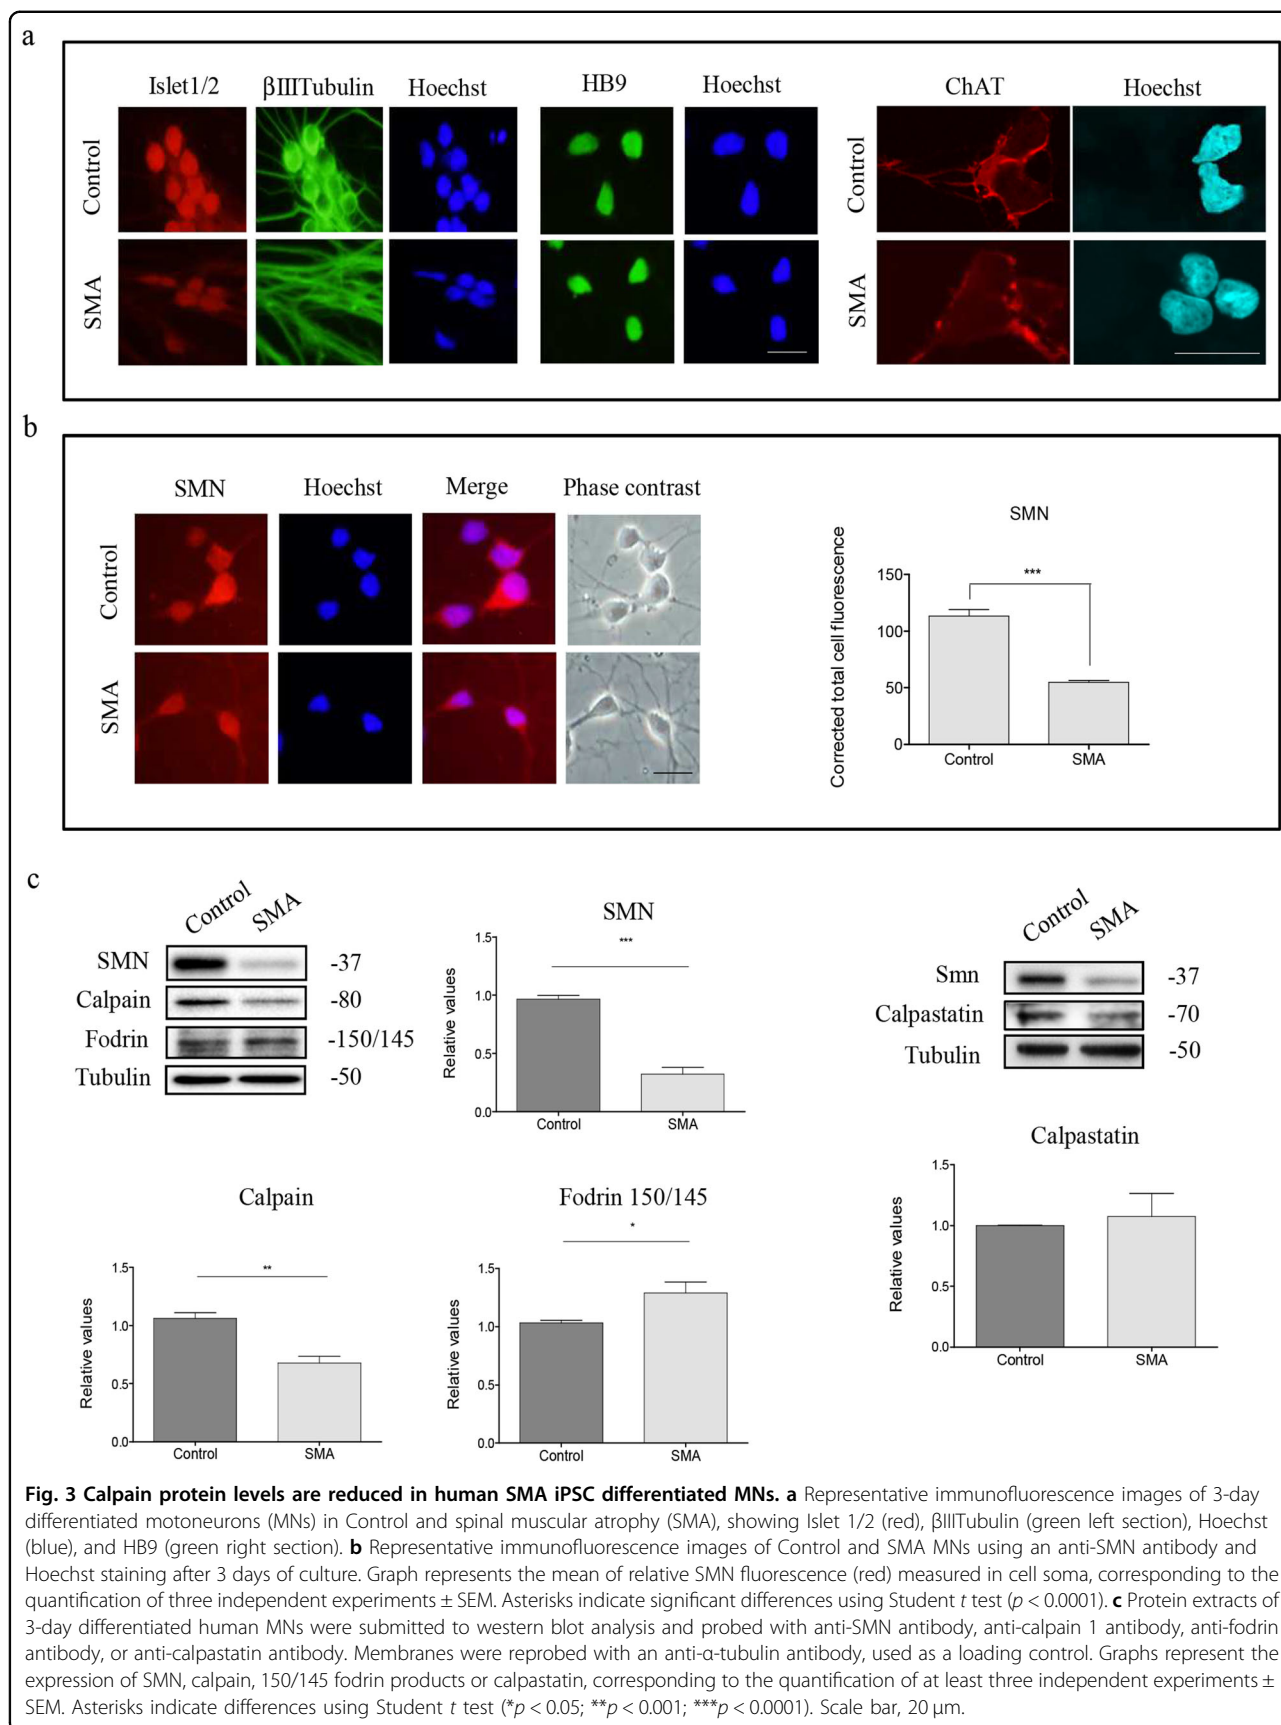 a
Islet1/2 βIIITubulin Hoechst HB9 Hoechst ChAT Hoechst
Control
SMA
Control
SMA
b
SMN Hoechst Merge Phase contrast
Control
SMA
SMN
Corrected total cell fluorescence
150
100
50
0
***
Control SMA
c
Control SMA
SMN -37
Calpain -80
Fodrin -150/145
Tubulin -50
SMN
Relative values
1.5
1.0
0.5
0.0
***
Control SMA
Control SMA
Smn -37
Calpastatin -70
Tubulin -50
Calpain
Relative values
1.5
1.0
0.5
0.0
**
Control SMA
Fodrin 150/145
Relative values
1.5
1.0
0.5
0.0
*
Control SMA
Calpastatin
Relative values
1.5
1.0
0.5
0.0
Control SMA
Fig. 3 Calpain protein levels are reduced in human SMA iPSC differentiated MNs. a Representative immunofluorescence images of 3-day
differentiated motoneurons (MNs) in Control and spinal muscular atrophy (SMA), showing Islet 1/2 (red), βIIITubulin (green left section), Hoechst
(blue), and HB9 (green right section). b Representative immunofluorescence images of Control and SMA MNs using an anti-SMN antibody and
Hoechst staining after 3 days of culture. Graph represents the mean of relative SMN fluorescence (red) measured in cell soma, corresponding to the
quantification of three independent experiments ± SEM. Asterisks indicate significant differences using Student t test (p < 0.0001). c Protein extracts of
3-day differentiated human MNs were submitted to western blot analysis and probed with anti-SMN antibody, anti-calpain 1 antibody, anti-fodrin
antibody, or anti-calpastatin antibody. Membranes were reprobed with an anti-α-tubulin antibody, used as a loading control. Graphs represent the
expression of SMN, calpain, 150/145 fodrin products or calpastatin, corresponding to the quantification of at least three independent experiments ±
SEM. Asterisks indicate differences using Student t test (*p < 0.05; **p < 0.001; ***p < 0.0001). Scale bar, 20 μm.